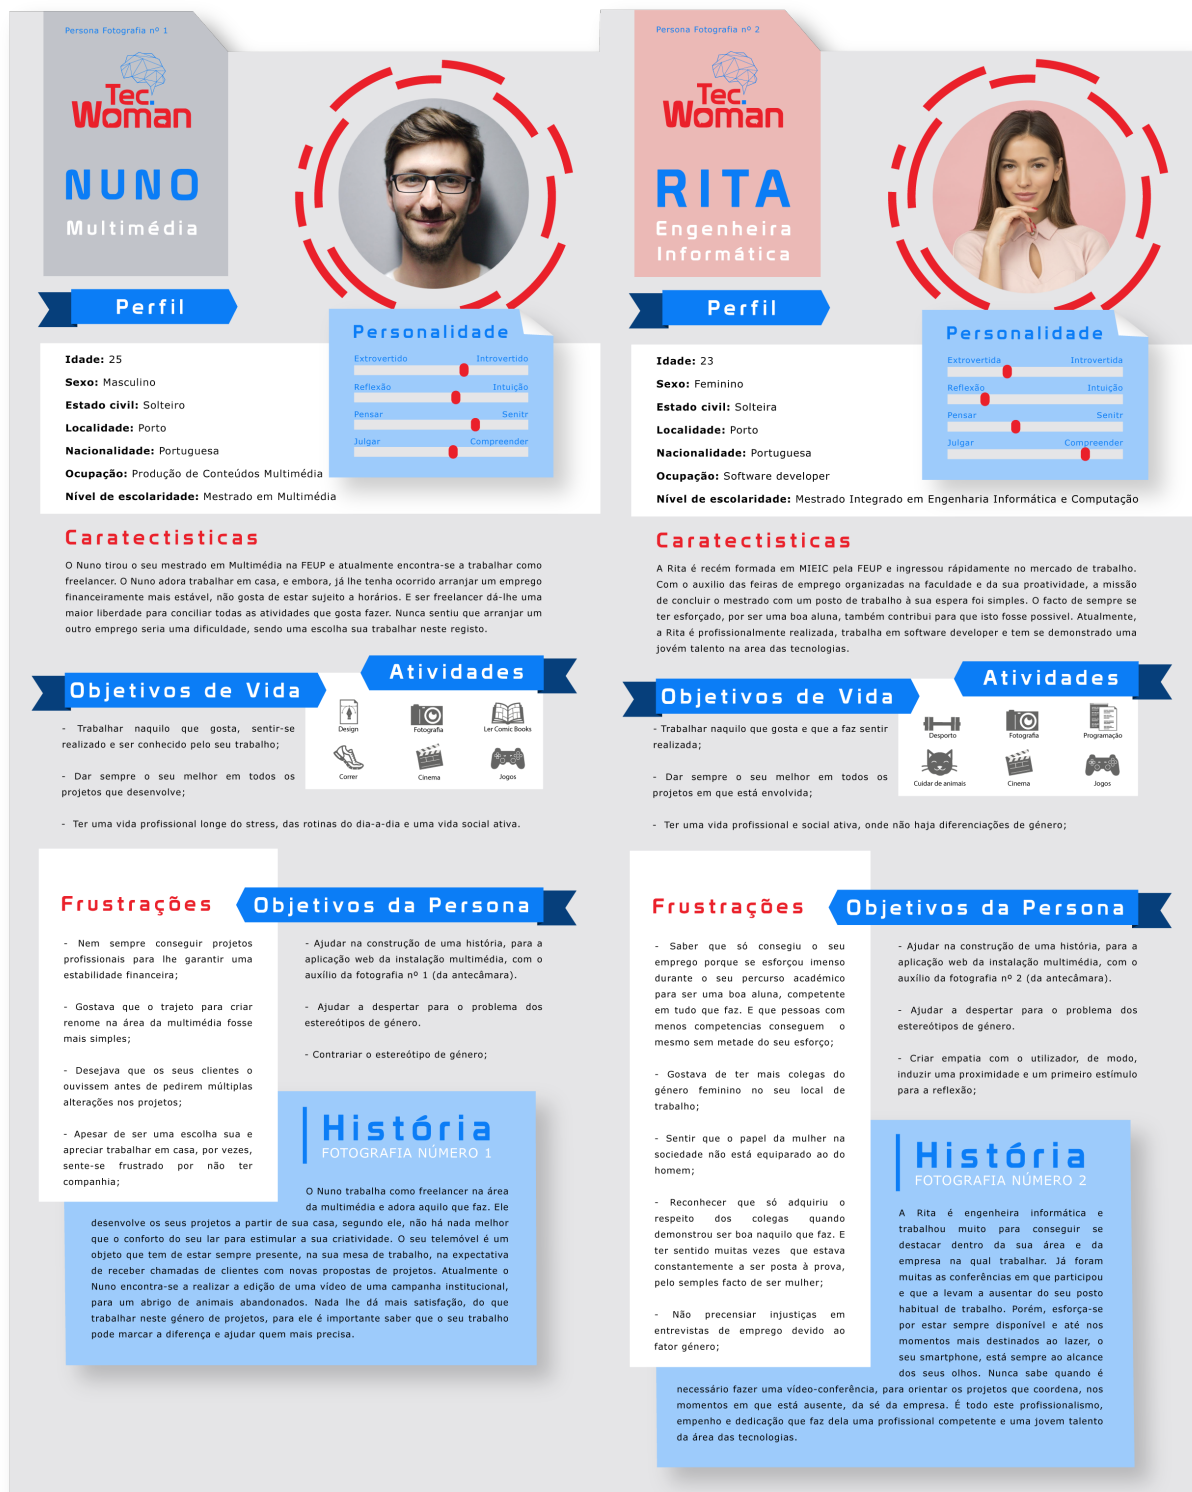 Persona Fotografia nº 1
Tec.
Woman
NUNO
Multimédia
Perfil
Personalidade
Extrovertido Introvertido
Reflexão Intuição
Pensar Senitr
Julgar Compreender
Idade: 25
Sexo: Masculino
Estado civil: Solteiro
Localidade: Porto
Nacionalidade: Portuguesa
Ocupação: Produção de Conteúdos Multimédia
Nível de escolaridade: Mestrado em Multimédia
Caratectisticas
O Nuno tirou o seu mestrado em Multimédia na FEUP e atualmente encontra-se a trabalhar como
freelancer. O Nuno adora trabalhar em casa, e embora, já lhe tenha ocorrido arranjar um emprego
financeiramente mais estável, não gosta de estar sujeito a horários. E ser freelancer dá-lhe uma
maior liberdade para conciliar todas as atividades que gosta fazer. Nunca sentiu que arranjar um
outro emprego seria uma dificuldade, sendo uma escolha sua trabalhar neste registo.
Atividades
Objetivos de Vida
Design Fotografia Ler Comic Books
Correr Cinema Jogos
- Trabalhar naquilo que gosta, sentir-se
realizado e ser conhecido pelo seu trabalho;
- Dar sempre o seu melhor em todos os
projetos que desenvolve;
- Ter uma vida profissional longe do stress, das rotinas do dia-a-dia e uma vida social ativa.
Frustrações
- Nem sempre conseguir projetos
profissionais para lhe garantir uma
estabilidade financeira;
- Gostava que o trajeto para criar
renome na área da multimédia fosse
mais simples;
- Desejava que os seus clientes o
ouvissem antes de pedirem múltiplas
alterações nos projetos;
- Apesar de ser uma escolha sua e
apreciar trabalhar em casa, por vezes,
sente-se frustrado por não ter
companhia;
Objetivos da Persona
- Ajudar na construção de uma história, para a
aplicação web da instalação multimédia, com o
auxílio da fotografia nº 1 (da antecâmara).
- Ajudar a despertar para o problema dos
estereótipos de género.
- Contrariar o estereótipo de género;
História
FOTOGRAFIA NÚMERO 1
O Nuno trabalha como freelancer na área
da multimédia e adora aquilo que faz. Ele
desenvolve os seus projetos a partir de sua casa, segundo ele, não há nada melhor
que o conforto do seu lar para estimular a sua criatividade. O seu telemóvel é um
objeto que tem de estar sempre presente, na sua mesa de trabalho, na expectativa
de receber chamadas de clientes com novas propostas de projetos. Atualmente o
Nuno encontra-se a realizar a edição de uma vídeo de uma campanha institucional,
para um abrigo de animais abandonados. Nada lhe dá mais satisfação, do que
trabalhar neste género de projetos, para ele é importante saber que o seu trabalho
pode marcar a diferença e ajudar quem mais precisa.
Persona Fotografia nº 2
Tec.
Woman
RITA
Engenheira
Informática
Perfil
Personalidade
Extrovertida Introvertida
Reflexão Intuição
Pensar Senitr
Julgar Compreender
Idade: 23
Sexo: Feminino
Estado civil: Solteira
Localidade: Porto
Nacionalidade: Portuguesa
Ocupação: Software developer
Nível de escolaridade: Mestrado Integrado em Engenharia Informática e Computação
Caratectisticas
A Rita é recém formada em MIEIC pela FEUP e ingressou rápidamente no mercado de trabalho.
Com o auxilio das feiras de emprego organizadas na faculdade e da sua proatividade, a missão
de concluir o mestrado com um posto de trabalho à sua espera foi simples. O facto de sempre se
ter esforçado, por ser uma boa aluna, também contribui para que isto fosse possivel. Atualmente,
a Rita é profissionalmente realizada, trabalha em software developer e tem se demonstrado uma
jovém talento na area das tecnologias.
Atividades
Objetivos de Vida
Desporto Fotografia Programação
Cuidar de animais Cinema Jogos
- Trabalhar naquilo que gosta e que a faz sentir
realizada;
- Dar sempre o seu melhor em todos os
projetos em que está envolvida;
- Ter uma vida profissional e social ativa, onde não haja diferenciações de género;
Frustrações
- Saber que só consegiu o seu
emprego porque se esforçou imenso
durante o seu percurso académico
para ser uma boa aluna, competente
em tudo que faz. E que pessoas com
menos competencias conseguem o
mesmo sem metade do seu esforço;
- Gostava de ter mais colegas do
género feminino no seu local de
trabalho;
- Sentir que o papel da mulher na
sociedade não está equiparado ao do
homem;
- Reconhecer que só adquiriu o
respeito dos colegas quando
demonstrou ser boa naquilo que faz. E
ter sentido muitas vezes que estava
constantemente a ser posta à prova,
pelo semples facto de ser mulher;
- Não precensiar injustiças em
entrevistas de emprego devido ao
fator género;
Objetivos da Persona
- Ajudar na construção de uma história, para a
aplicação web da instalação multimédia, com o
auxílio da fotografia nº 2 (da antecâmara).
- Ajudar a despertar para o problema dos
estereótipos de género.
- Criar empatia com o utilizador, de modo,
induzir uma proximidade e um primeiro estímulo
para a reflexão;
História
FOTOGRAFIA NÚMERO 2
A Rita é engenheira informática e
trabalhou muito para conseguir se
destacar dentro da sua área e da
empresa na qual trabalhar. Já foram
muitas as conferências em que participou
e que a levam a ausentar do seu posto
habitual de trabalho. Porém, esforça-se
por estar sempre disponível e até nos
momentos mais destinados ao lazer, o
seu smartphone, está sempre ao alcance
dos seus olhos. Nunca sabe quando é
necessário fazer uma vídeo-conferência, para orientar os projetos que coordena, nos
momentos em que está ausente, da sé da empresa. É todo este profissionalismo,
empenho e dedicação que faz dela uma profissional competente e uma jovem talento
da área das tecnologias.